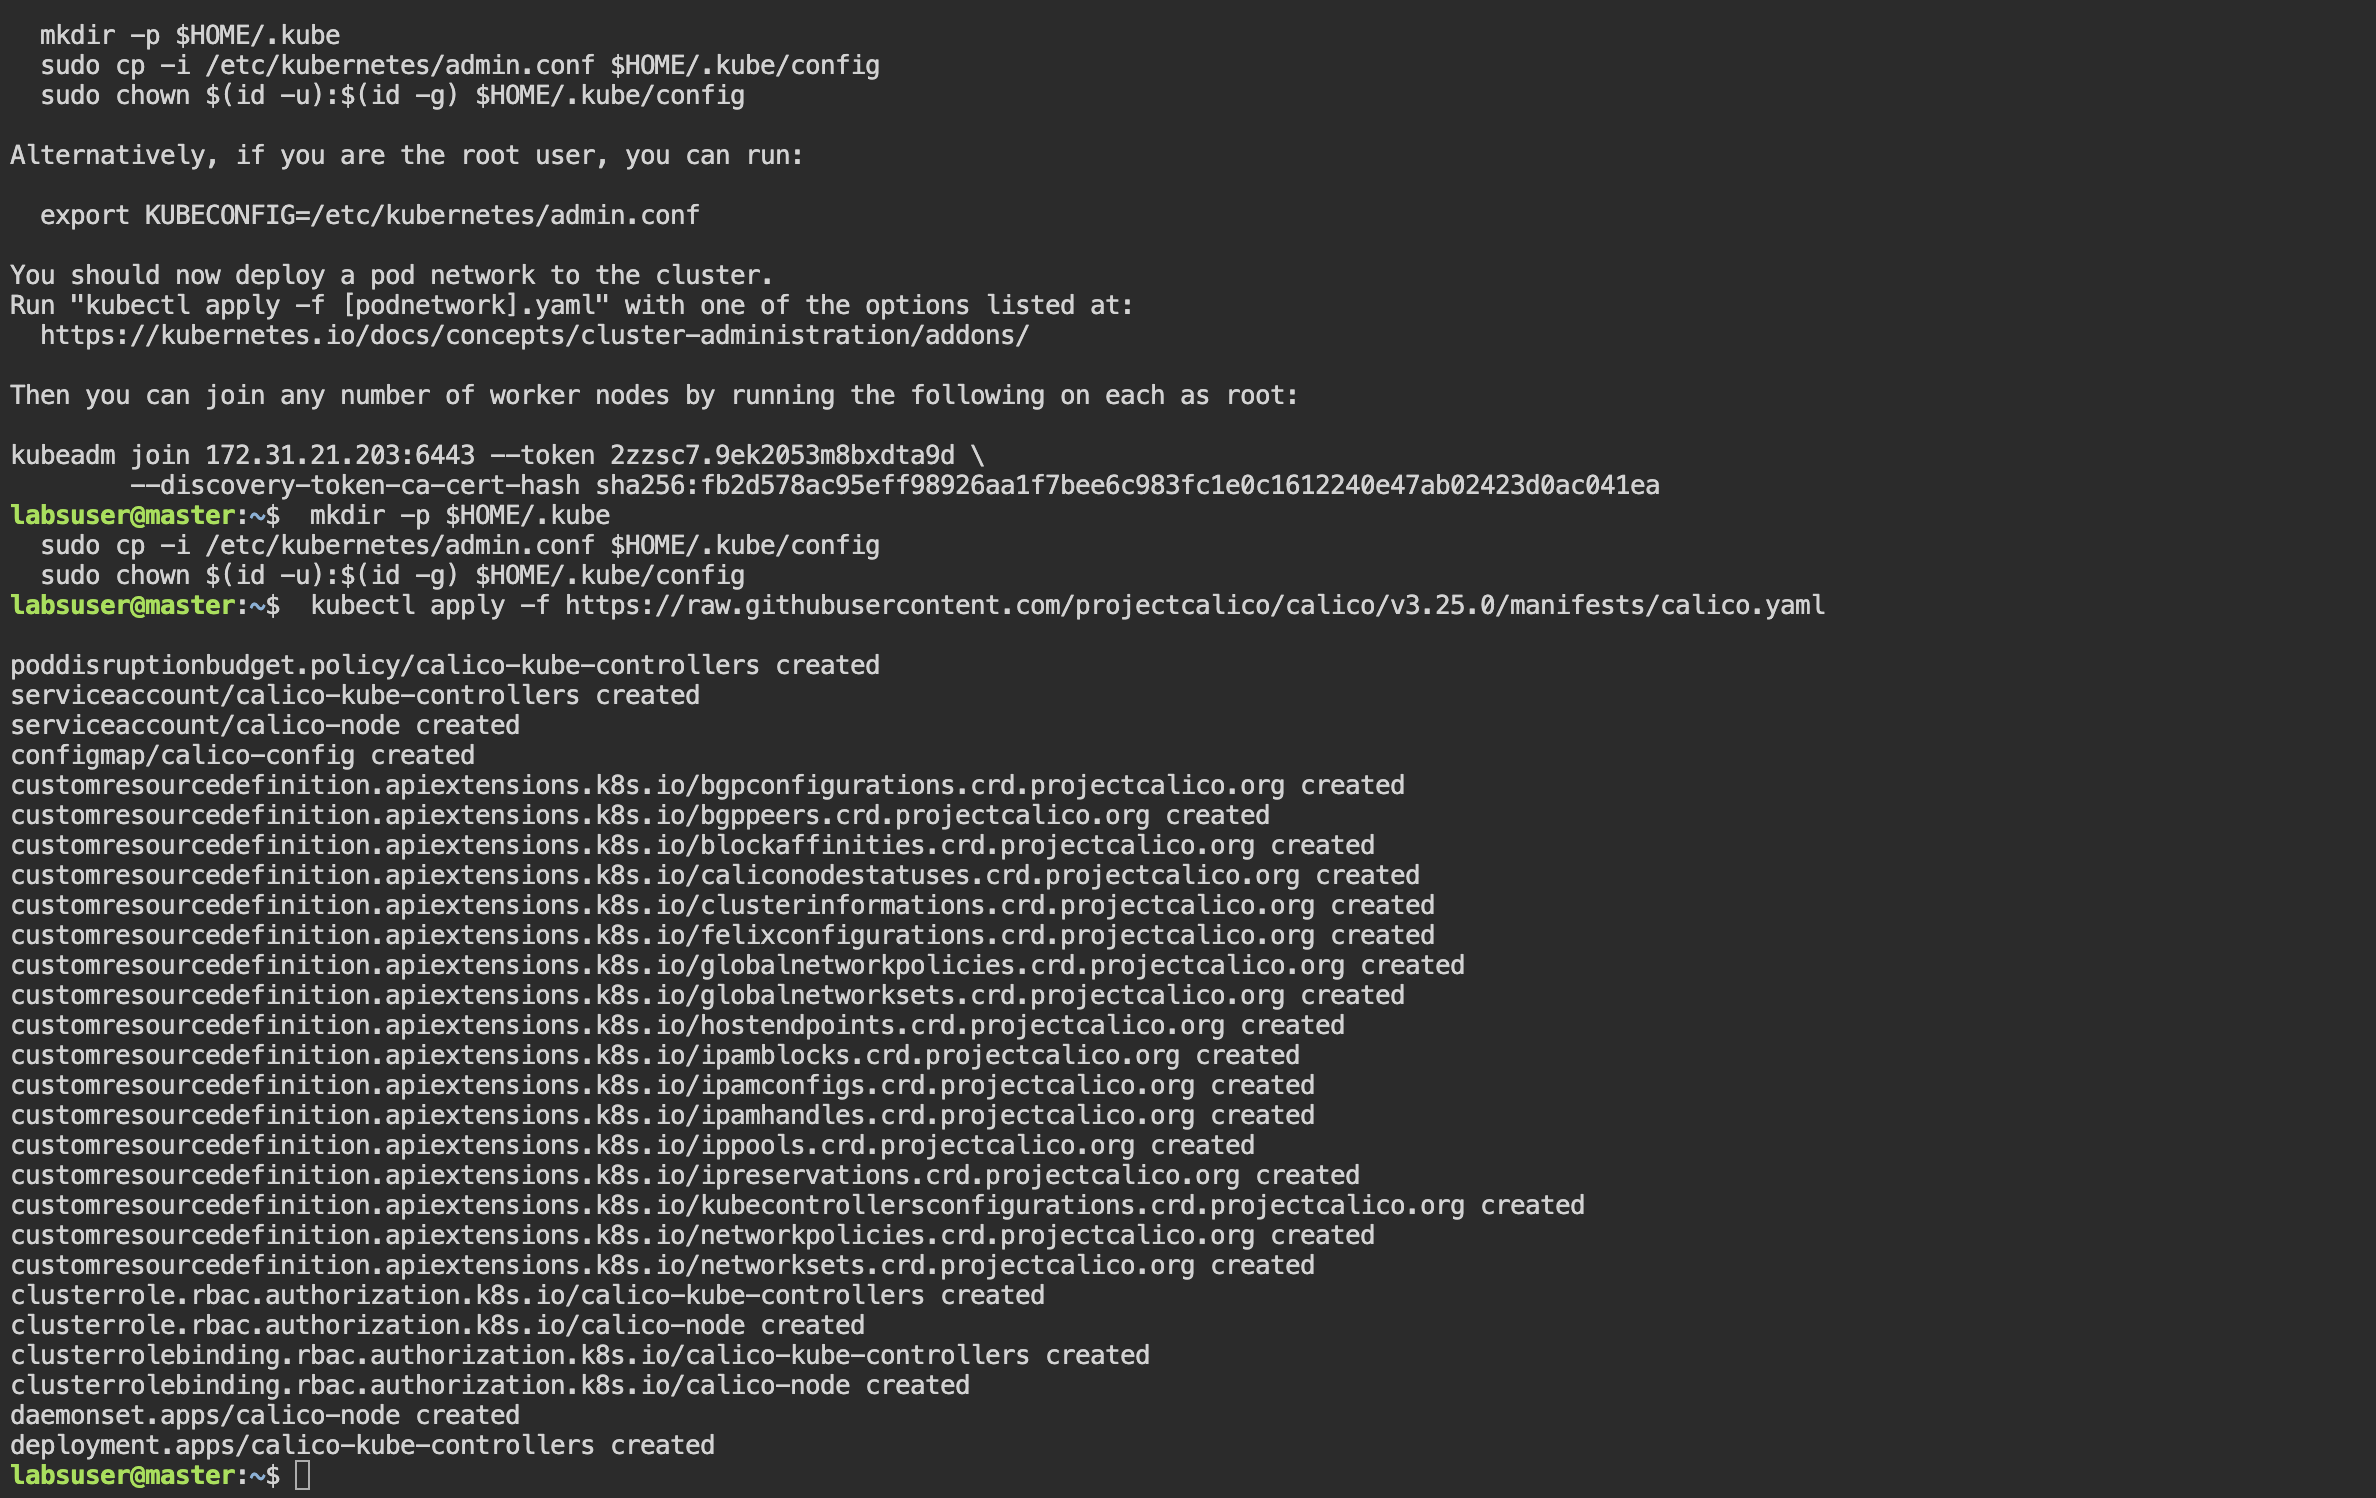 mkdir -p $HOME/.kube
sudo cp -i /etc/kubernetes/admin.conf $HOME/.kube/config
sudo chown $(id -u):$(id -g) $HOME/.kube/config
Alternatively, if you are the root user, you can run:
export KUBECONFIG=/etc/kubernetes/admin.conf
You should now deploy a pod network to the cluster.
Run "kubectl apply -f [podnetwork].yaml" with one of the options listed at:
https://kubernetes.io/docs/concepts/cluster-administration/addons/
Then you can join any number of worker nodes by running the following on each as root:
kubeadm join 172.31.21.203:6443 --token 2zzsc7.9ek2053m8bxdta9d \
--discovery-token-ca-cert-hash sha256:fb2d578ac95eff98926aa1f7bee6c983fc1e0c1612240e47ab02423d0ac041ea
labsuser@master:~$  mkdir -p $HOME/.kube
sudo cp -i /etc/kubernetes/admin.conf $HOME/.kube/config
sudo chown $(id -u):$(id -g) $HOME/.kube/config
labsuser@master:~$  kubectl apply -f https://raw.githubusercontent.com/projectcalico/calico/v3.25.0/manifests/calico.yaml
poddisruptionbudget.policy/calico-kube-controllers created
serviceaccount/calico-kube-controllers created
serviceaccount/calico-node created
configmap/calico-config created
customresourcedefinition.apiextensions.k8s.io/bgpconfigurations.crd.projectcalico.org created
customresourcedefinition.apiextensions.k8s.io/bgppeers.crd.projectcalico.org created
customresourcedefinition.apiextensions.k8s.io/blockaffinities.crd.projectcalico.org created
customresourcedefinition.apiextensions.k8s.io/caliconodestatuses.crd.projectcalico.org created
customresourcedefinition.apiextensions.k8s.io/clusterinformations.crd.projectcalico.org created
customresourcedefinition.apiextensions.k8s.io/felixconfigurations.crd.projectcalico.org created
customresourcedefinition.apiextensions.k8s.io/globalnetworkpolicies.crd.projectcalico.org created
customresourcedefinition.apiextensions.k8s.io/globalnetworksets.crd.projectcalico.org created
customresourcedefinition.apiextensions.k8s.io/hostendpoints.crd.projectcalico.org created
customresourcedefinition.apiextensions.k8s.io/ipamblocks.crd.projectcalico.org created
customresourcedefinition.apiextensions.k8s.io/ipamconfigs.crd.projectcalico.org created
customresourcedefinition.apiextensions.k8s.io/ipamhandles.crd.projectcalico.org created
customresourcedefinition.apiextensions.k8s.io/ippools.crd.projectcalico.org created
customresourcedefinition.apiextensions.k8s.io/ipreservations.crd.projectcalico.org created
customresourcedefinition.apiextensions.k8s.io/kubecontrollersconfigurations.crd.projectcalico.org created
customresourcedefinition.apiextensions.k8s.io/networkpolicies.crd.projectcalico.org created
customresourcedefinition.apiextensions.k8s.io/networksets.crd.projectcalico.org created
clusterrole.rbac.authorization.k8s.io/calico-kube-controllers created
clusterrole.rbac.authorization.k8s.io/calico-node created
clusterrolebinding.rbac.authorization.k8s.io/calico-kube-controllers created
clusterrolebinding.rbac.authorization.k8s.io/calico-node created
daemonset.apps/calico-node created
deployment.apps/calico-kube-controllers created
labsuser@master:~$